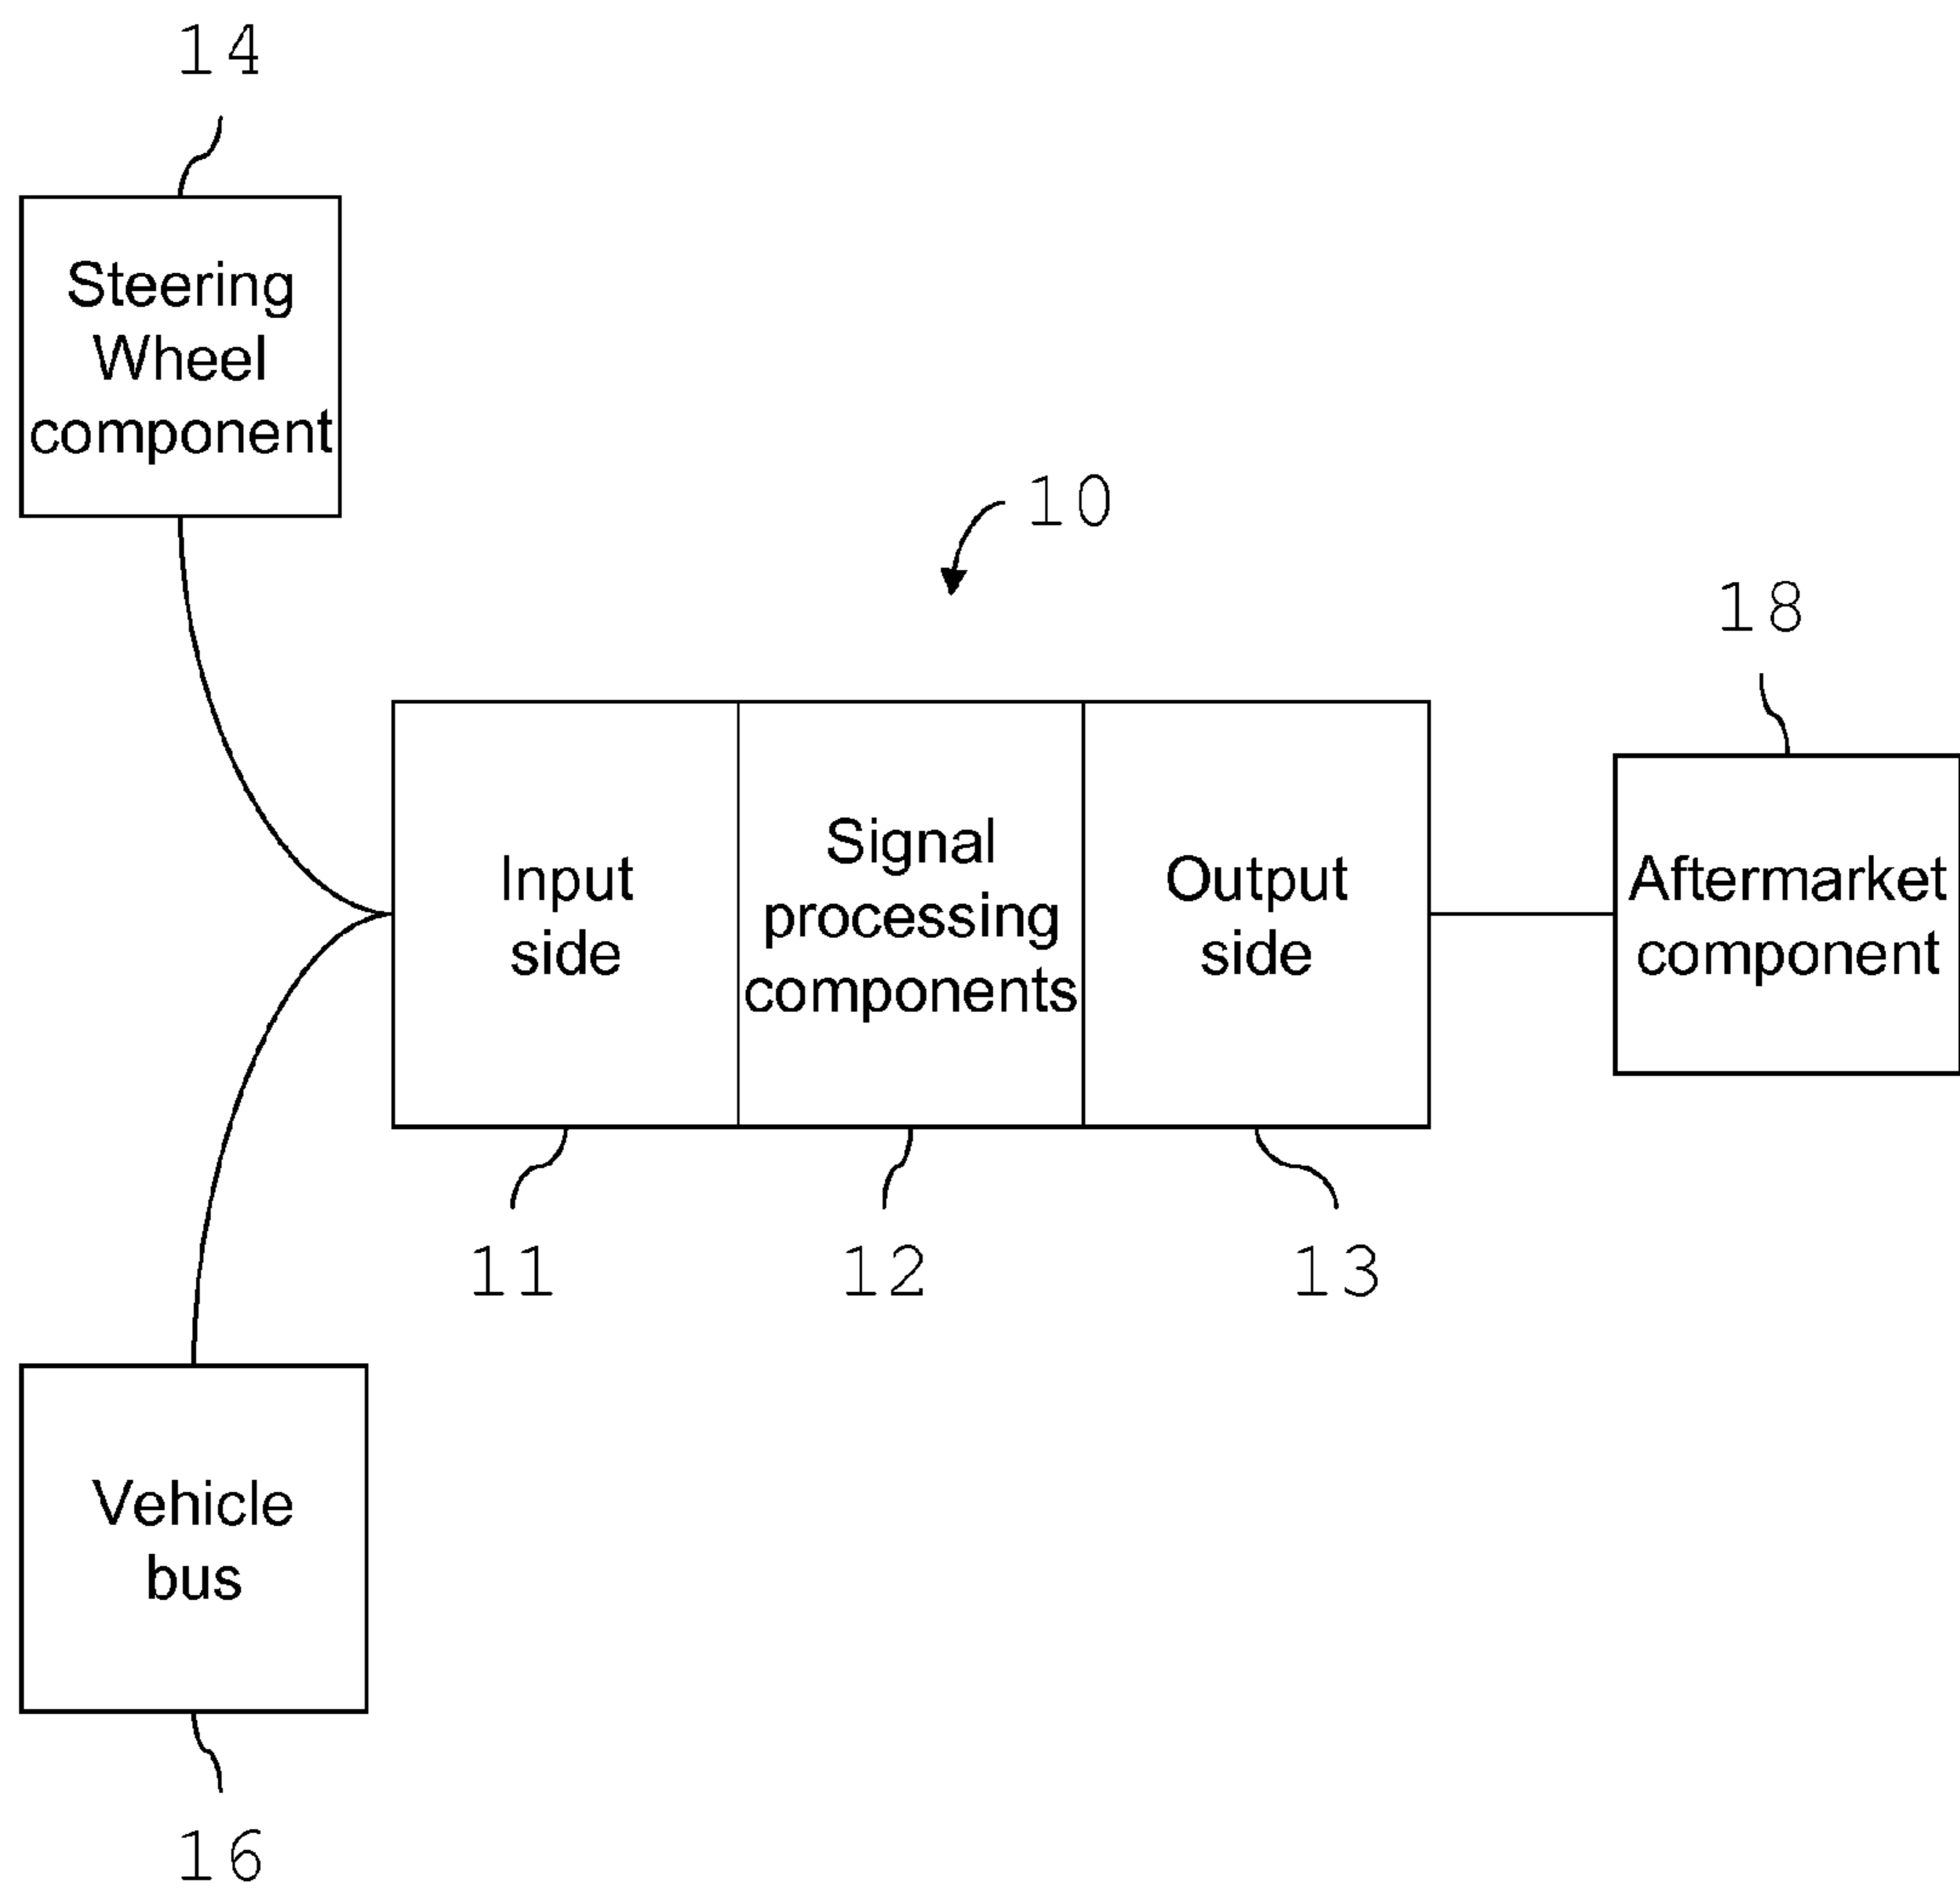 14
Steering
Wheel
component
10
18
Input
side
Signal
processing
components
Output
side
Aftermarket
component
11
12
13
Vehicle
bus
16